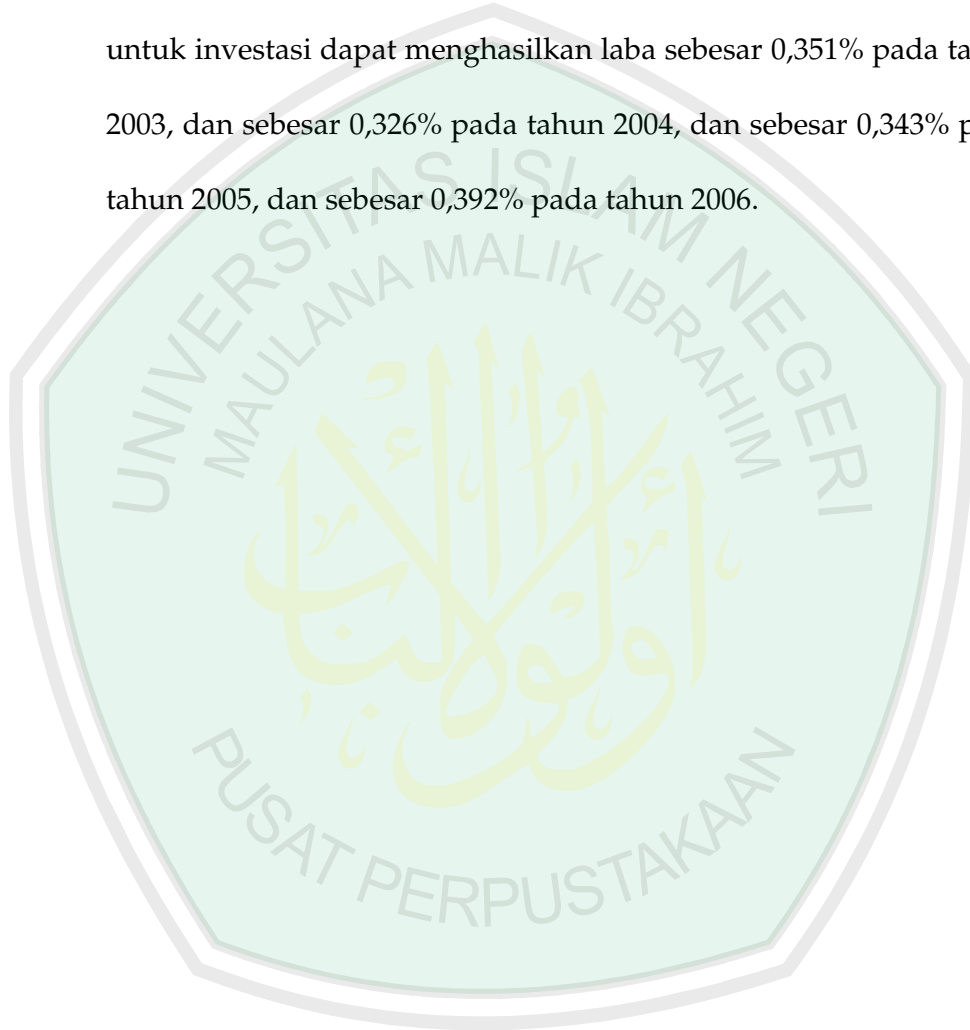 untuk investasi dapat menghasilkan laba sebesar 0,351% pada ta
2003, dan sebesar 0,326% pada tahun 2004, dan sebesar 0,343% p
tahun 2005, dan sebesar 0,392% pada tahun 2006.
UNIVERSITAS ISLAM NEGERI
MAULANA MALIK IBRAHIM
PUSAT PERPUSTAKAAN